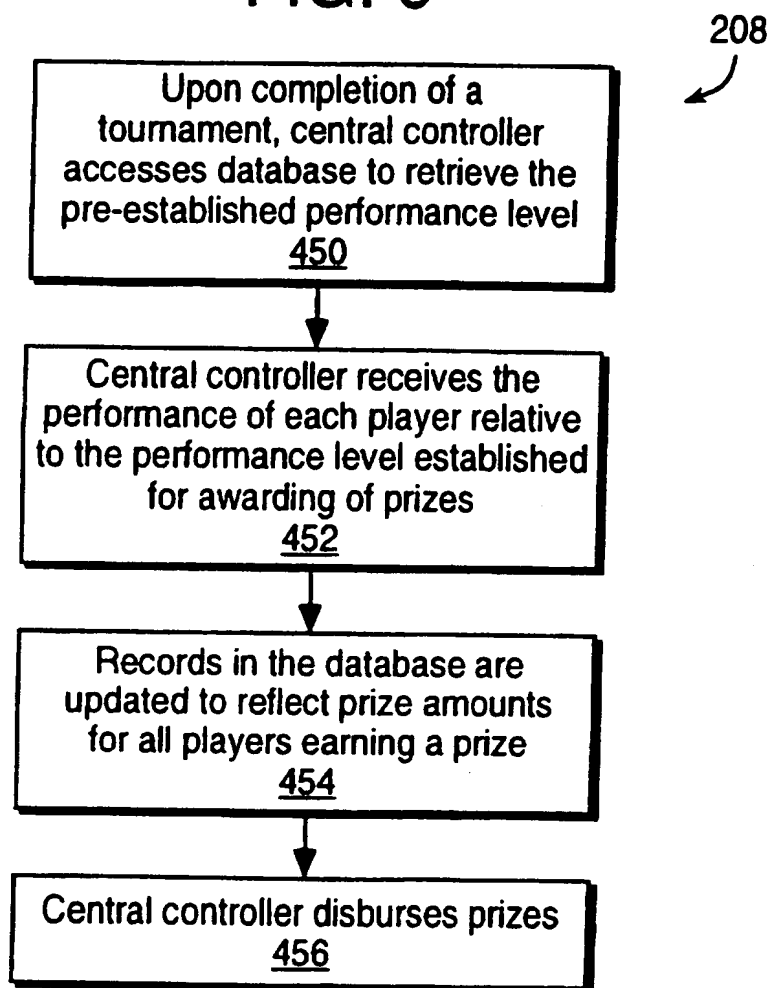 208
Upon completion of a
tournament, central controller
accesses database to retrieve the
pre-established performance level
450
Central controller receives the
performance of each player relative
to the performance level established
for awarding of prizes
452
Records in the database are
updated to reflect prize amounts
for all players earning a prize
454
Central controller disburses prizes
456